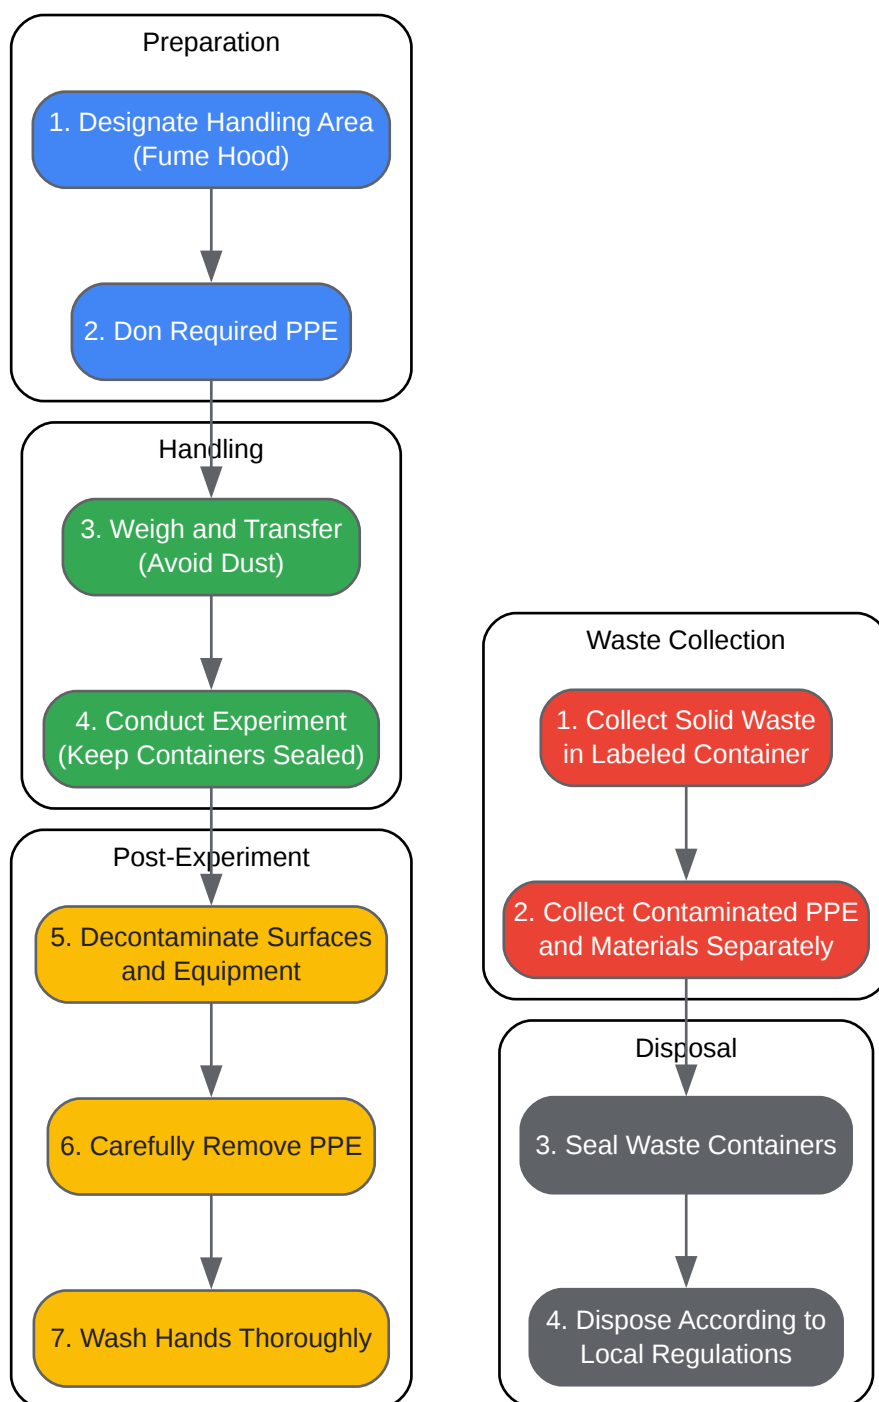 Preparation
1. Designate Handling Area
(Fume Hood)
2. Don Required PPE
Handling
3. Weigh and Transfer
(Avoid Dust)
4. Conduct Experiment
(Keep Containers Sealed)
Post-Experiment
5. Decontaminate Surfaces
and Equipment
6. Carefully Remove PPE
7. Wash Hands Thoroughly
Waste Collection
1. Collect Solid Waste
in Labeled Container
2. Collect Contaminated PPE
and Materials Separately
Disposal
3. Seal Waste Containers
4. Dispose According to
Local Regulations